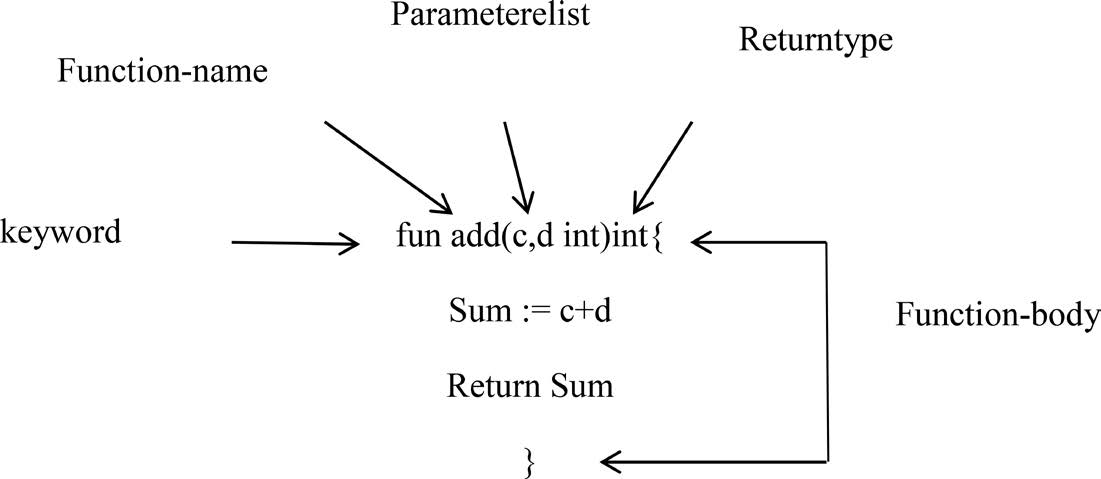 Parameterelist
Returntype
Function-name
keyword
fun add(c,d int)int{
Sum := c+d
Function-body
Return Sum
}